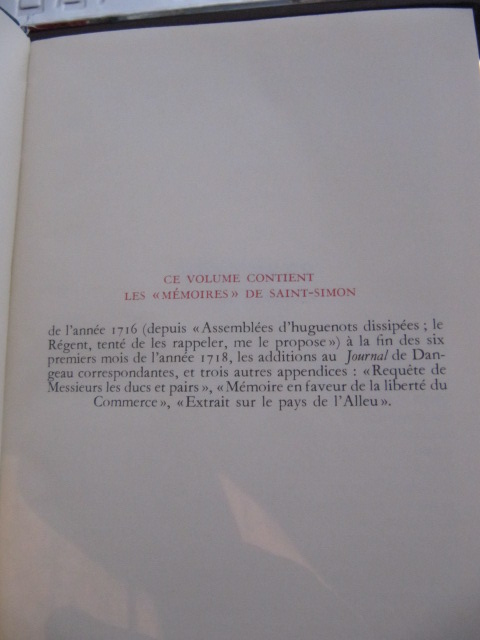 CE VOLUME CONTIENT
LES «MÉMOIRES» DE SAINT-SIMON
de l'année 1716 (depuis «Assemblées d'huguenots dissipées ; le
Régent, tenté de les rappeler, me le propose») à la fin des six
premiers mois de l'année 1718, les additions au Journal de Dan-
geau correspondantes, et trois autres appendices : «Requête de
Messieurs les ducs et pairs», «Mémoire en faveur de la liberté du
Commerce», «Extrait sur le pays de l'Alleu».